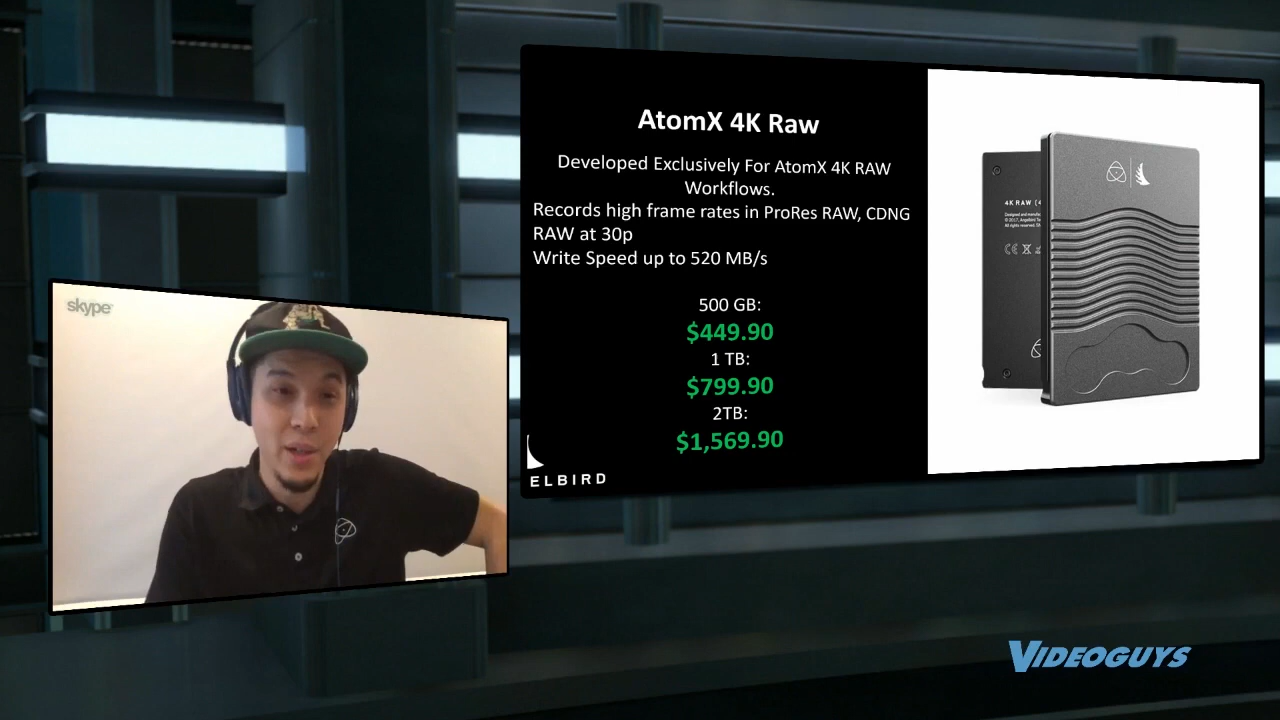 AtomX 4K Raw
Developed Exclusively For AtomX 4K RAW
Workflows.
Records high frame rates in ProRes RAW, CDNG
RAW at 30p
Write Speed up to 520 MB/s
500 GB:
$449.90
1 TB:
$799.90
2TB:
$1,569.90
ELBIRD
4K RAW
skype
VIDEOGUYS